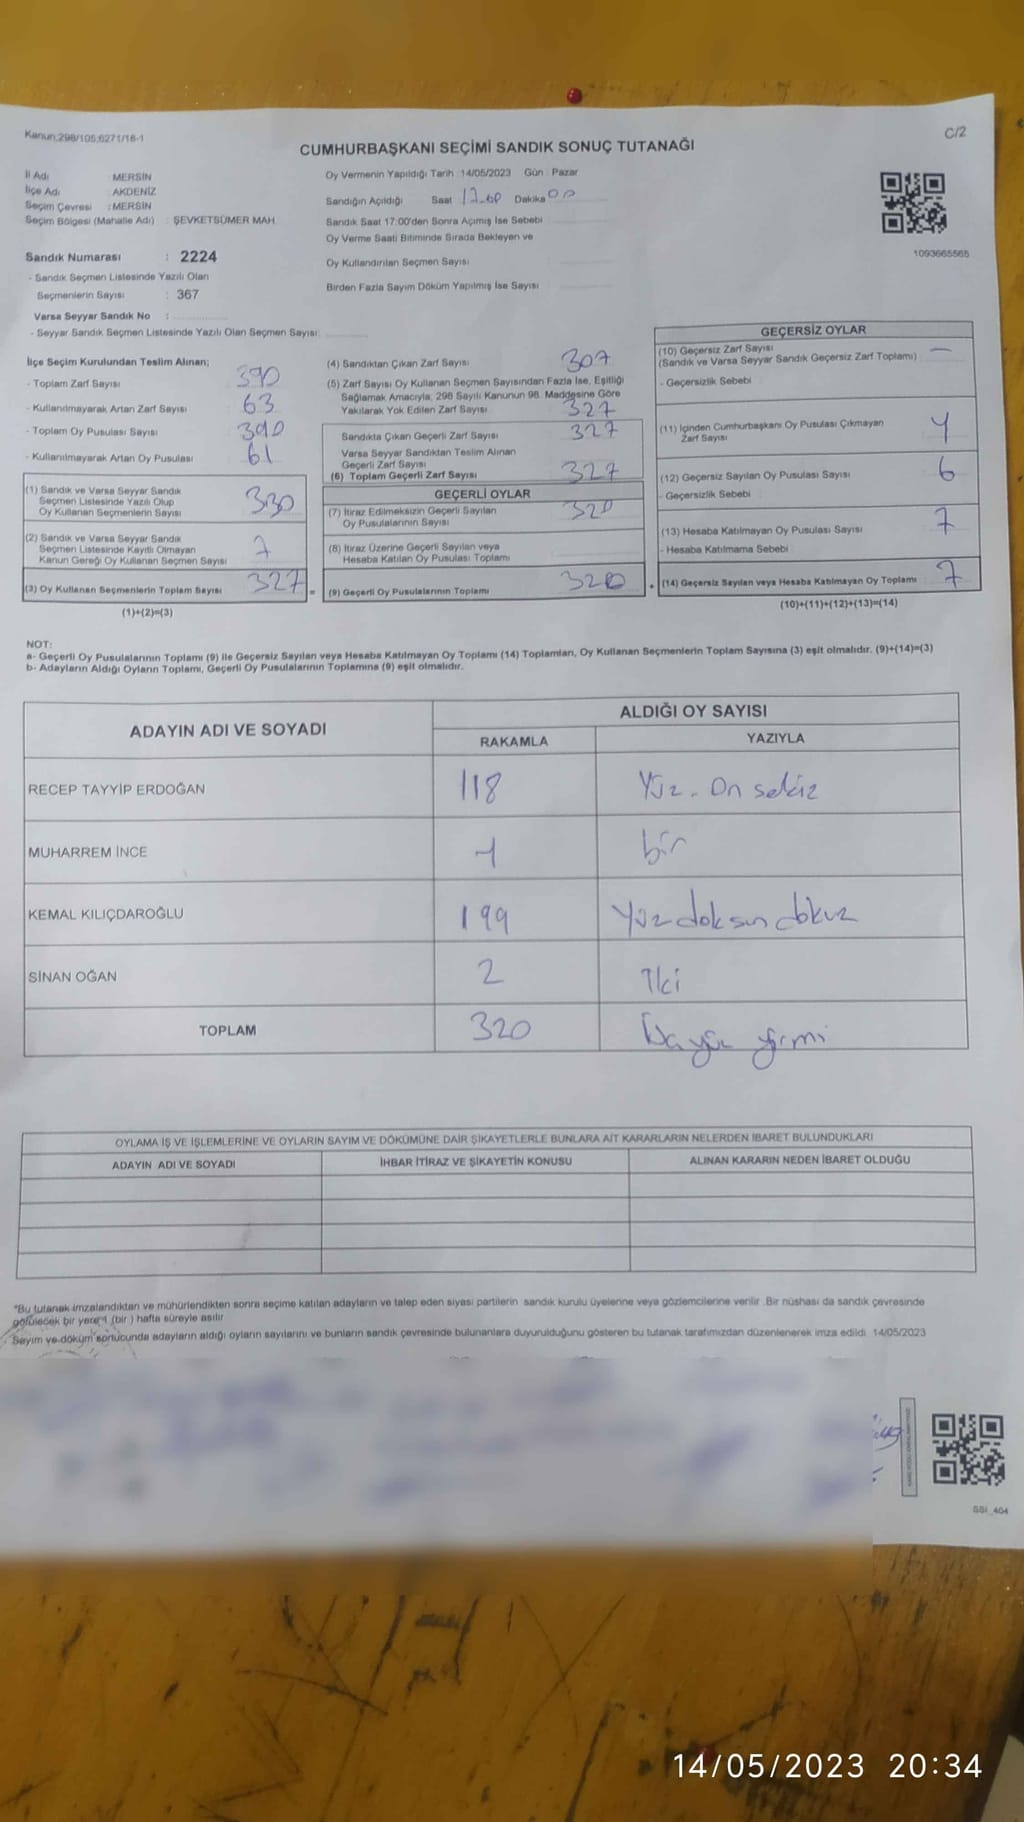 Kanun:298/105;6271/16-1
C/2
CUMHURBAŞKANI SEÇİMİ SANDIK SONUÇ TUTANAĞI
İl Adı : MERSİN
İlçe Adı : AKDENİZ
Seçim Çevresi : MERSİN
Seçim Bölgesi (Mahalle Adı) : ŞEVKETSÜMER MAH.
Sandık Numarası : 2224
- Sandık Seçmen Listesinde Yazılı Olan
Seçmenlerin Sayısı : 367
Varsa Seyyar Sandık No :
- Seyyar Sandık Seçmen Listesinde Yazılı Olan Seçmen Sayısı:
Oy Vermenin Yapıldığı Tarih : 14/05/2023 Gün : Pazar
Sandığın Açıldığı Saat Dakika
Sandık Saat 17:00'den Sonra Açımış İse Sebebi
Oy Verme Saati Bitiminde Sırada Bekleyen ve
Oy Kullandırılan Seçmen Sayısı
Birden Fazla Sayım Döküm Yapılmış İse Sayısı
1093665565
İlçe Seçim Kurulundan Teslim Alınan;
- Toplam Zarf Sayısı 390
- Kullanılmayarak Artan Zarf Sayısı 63
- Toplam Oy Pusulası Sayısı 390
- Kullanılmayarak Artan Oy Pusulası 61
(1) Sandık ve Varsa Seyyar Sandık
Seçmen Listesinde Yazılı Olup
Oy Kullanan Seçmenlerin Sayısı 330
(2) Sandık ve Varsa Seyyar Sandık
Seçmen Listesinde Kayıtlı Olmayan
Kanun Gereği Oy Kullanan Seçmen Sayısı
(3) Oy Kullanan Seçmenlerin Toplam Sayısı 327
(1)+(2)=(3)
(4) Sandıktan Çıkan Zarf Sayısı 307
(5) Zarf Sayısı Oy Kullanan Seçmen Sayısından Fazla İse, Eşitliği
Sağlamak Amacıyla; 298 Sayılı Kanunun 98. Maddesine Göre
Yakılarak Yok Edilen Zarf Sayısı 327
Sandıkta Çıkan Geçerli Zarf Sayısı 327
Varsa Seyyar Sandıktan Teslim Alınan
Geçerli Zarf Sayısı
(6) Toplam Geçerli Zarf Sayısı 327
GEÇERLİ OYLAR
(7) İtiraz Edilmeksizin Geçerli Sayılan
Oy Pusulalarının Sayısı 320
(8) İtiraz Üzerine Geçerli Sayılan veya
Hesaba Katılan Oy Pusulası Toplamı
= (9) Geçerli Oy Pusulalarının Toplamı 320
GEÇERSİZ OYLAR
(10) Geçersiz Zarf Sayısı
(Sandık ve Varsa Seyyar Sandık Geçersiz Zarf Toplamı) —
- Geçersizlik Sebebi
(11) İçinden Cumhurbaşkanı Oy Pusulası Çıkmayan
Zarf Sayısı
(12) Geçersiz Sayılan Oy Pusulası Sayısı 6
- Geçersizlik Sebebi
(13) Hesaba Katılmayan Oy Pusulası Sayısı 7
- Hesaba Katılmama Sebebi
+ (14) Geçersiz Sayılan veya Hesaba Katılmayan Oy Toplamı 7
(10)+(11)+(12)+(13)=(14)
NOT:
a- Geçerli Oy Pusulalarının Toplamı (9) ile Geçersiz Sayılan veya Hesaba Katılmayan Oy Toplamı (14) Toplamları, Oy Kullanan Seçmenlerin Toplam Sayısına (3) eşit olmalıdır. (9)+(14)=(3)
b- Adayların Aldığı Oyların Toplamı, Geçerli Oy Pusulalarının Toplamına (9) eşit olmalıdır.
ADAYIN ADI VE SOYADI ALDIĞI OY SAYISI
RAKAMLA YAZIYLA
RECEP TAYYİP ERDOĞAN 118 Yüz. On sekiz
MUHARREM İNCE 1 bir
KEMAL KILIÇDAROĞLU 199 Yüz doksan dokuz
SİNAN OĞAN 2 İki
TOPLAM 320 yirmi
OYLAMA İŞ VE İŞLEMLERİNE VE OYLARIN SAYIM VE DÖKÜMÜNE DAİR ŞİKAYETLERLE BUNLARA AİT KARARLARIN NELERDEN İBARET BULUNDUKLARI
ADAYIN ADI VE SOYADI İHBAR İTİRAZ VE ŞİKAYETİN KONUSU ALINAN KARARIN NEDEN İBARET OLDUĞU
*Bu tutanak imzalandıktan ve mühürlendikten sonra seçime katılan adayların ve talep eden siyasi partilerin sandık kurulu üyelerine veya gözlemcilerine verilir. Bir nüshası da sandık çevresinde
görülecek bir yere 1 (bir) hafta süreyle asılır
Sayım ve döküm sonucunda adayların aldığı oyların sayılarını ve bunların sandık çevresinde bulunanlara duyurulduğunu gösteren bu tutanak tarafımızdan düzenlenerek imza edildi. 14/05/2023
SSI_404
14/05/2023 20:34